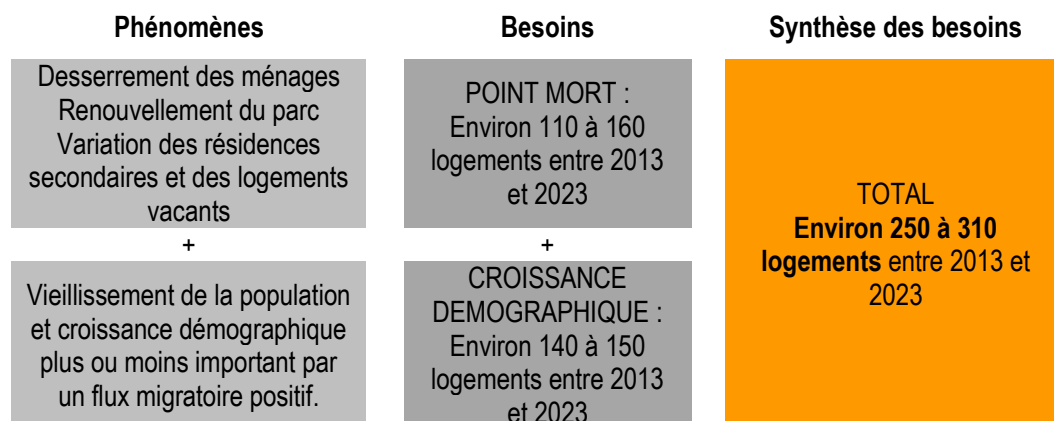 Phénomènes
Besoins
Synthèse des besoins
Desserrement des ménages
Renouvellement du parc
Variation des résidences
secondaires et des logements
vacants
+
Vieillissement de la population
et croissance démographique
plus ou moins important par
un flux migratoire positif.
POINT MORT :
Environ 110 à 160
logements entre 2013
et 2023
+
CROISSANCE
DEMOGRAPHIQUE :
Environ 140 à 150
logements entre 2013
et 2023
TOTAL
Environ 250 à 310
logements entre 2013 et
2023